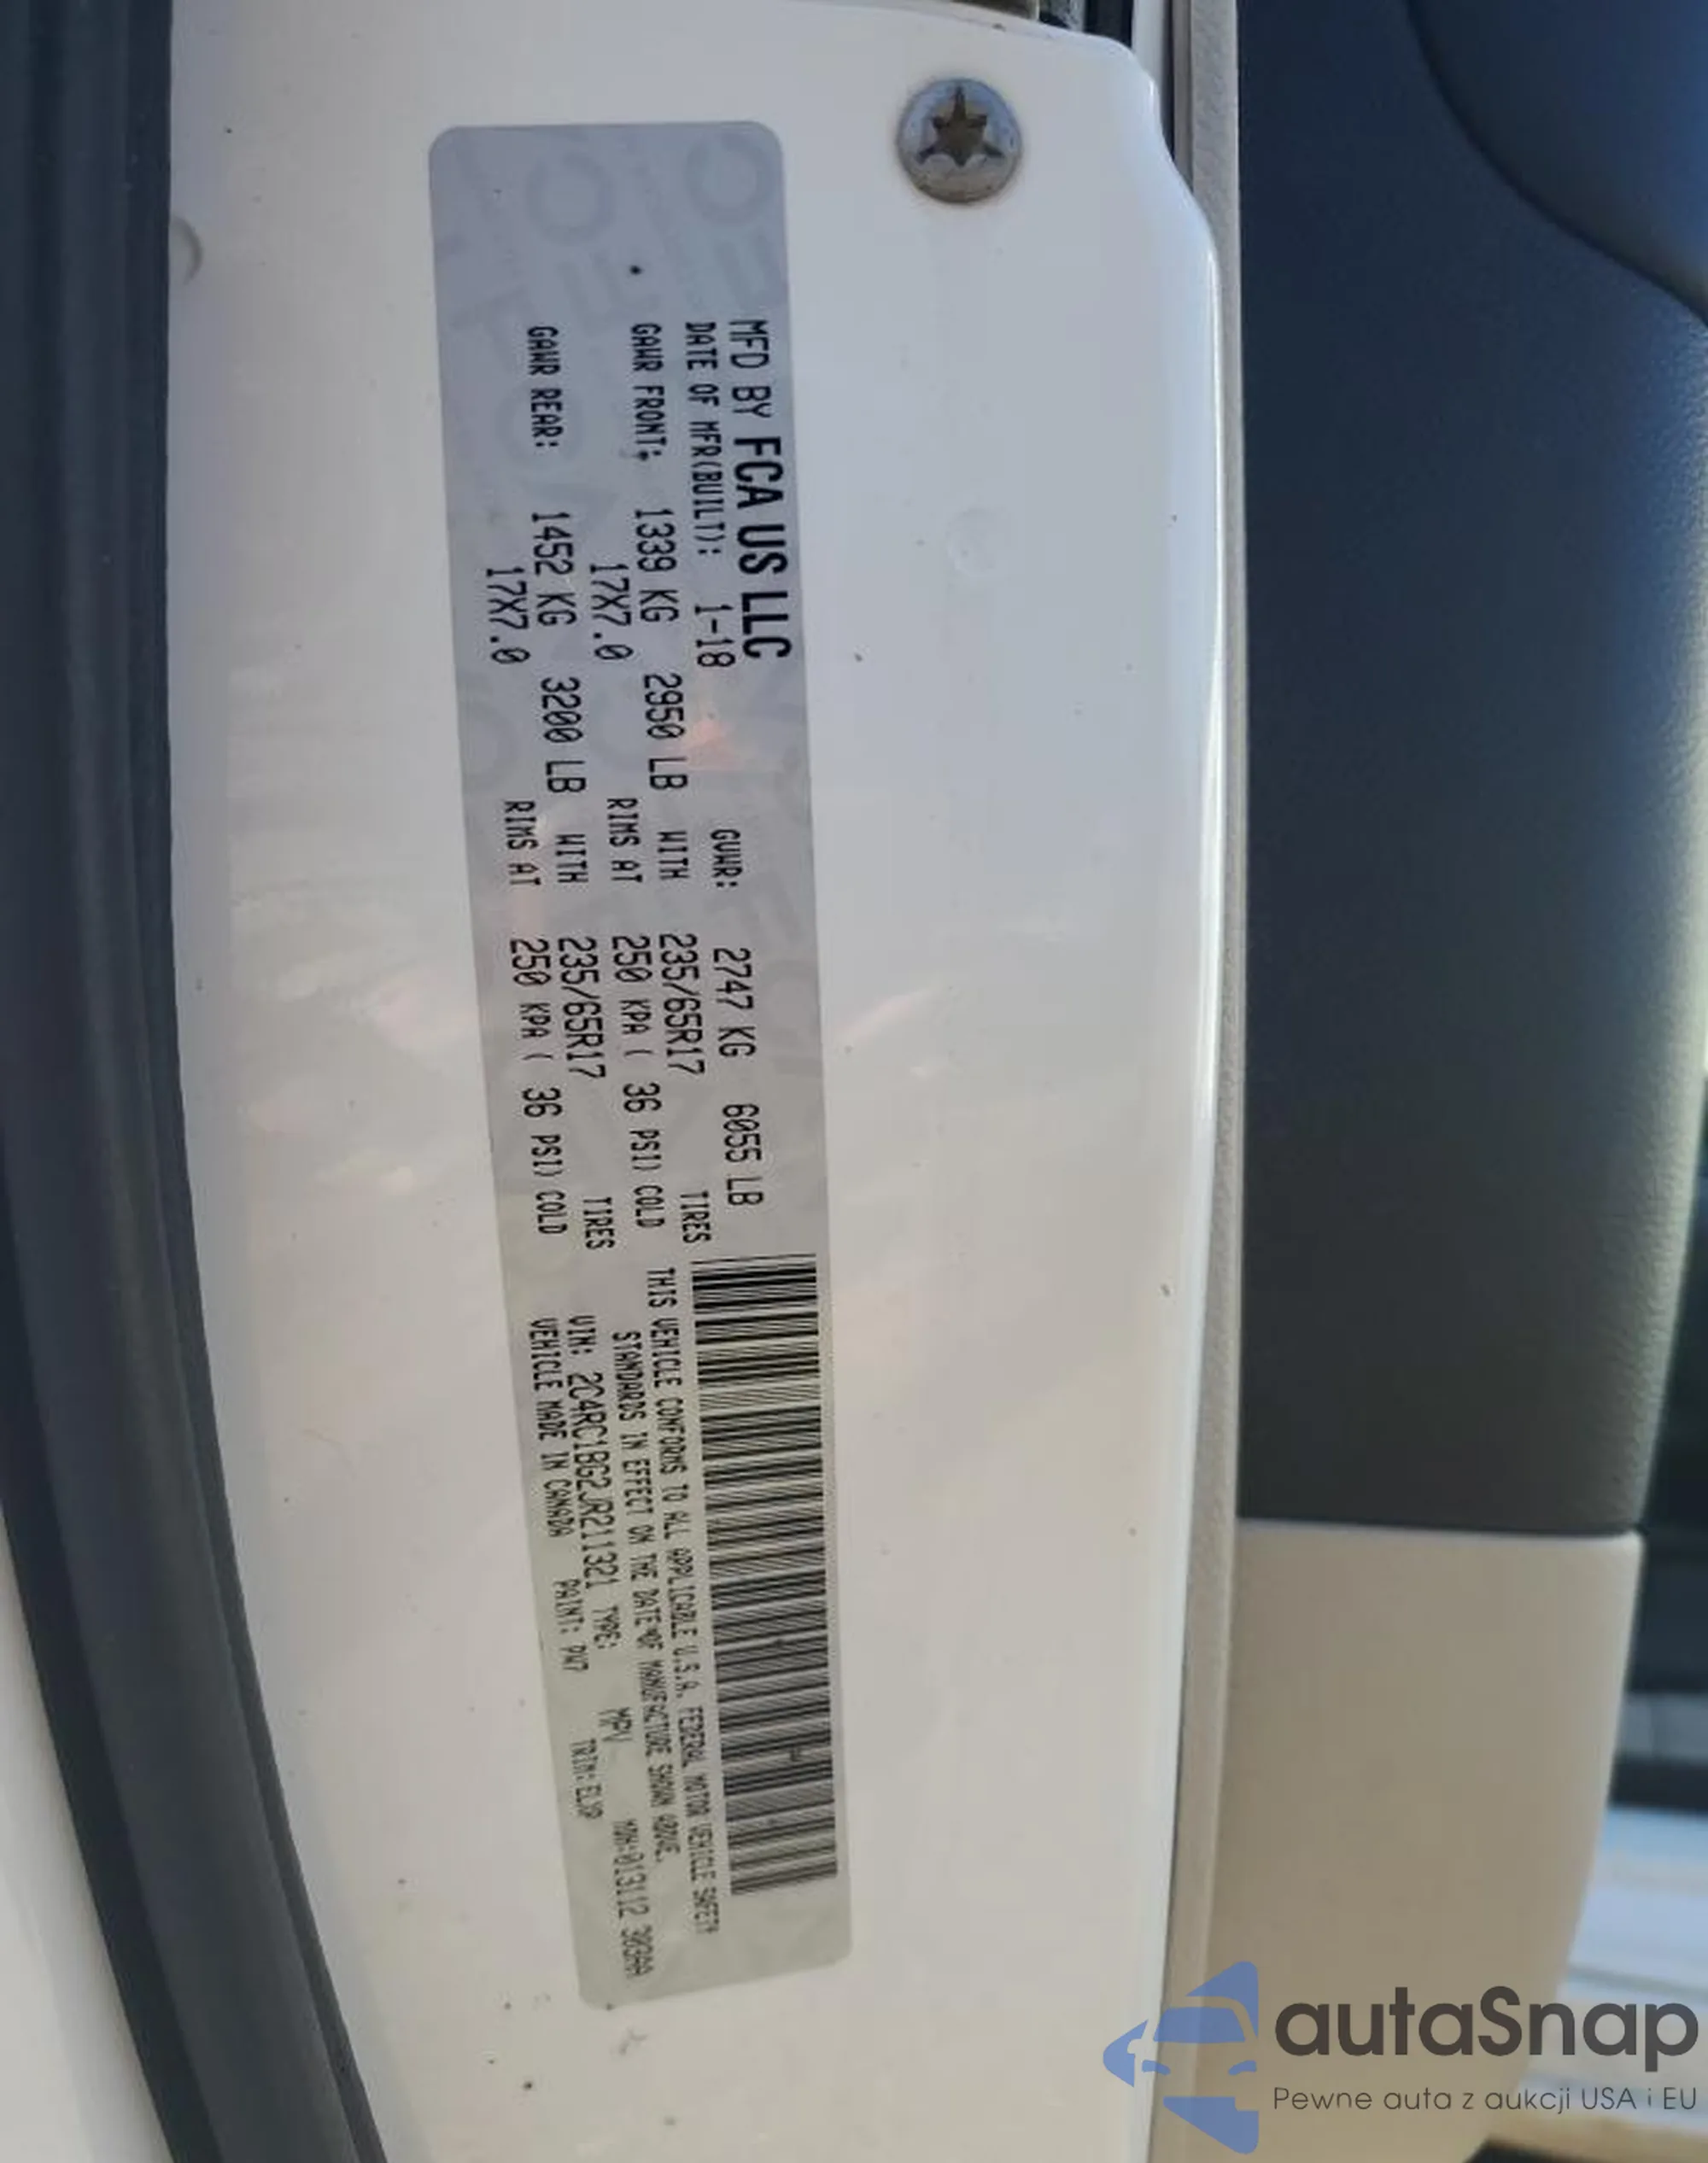 MFD BY FCA US LLC
DATE OF MFR(BUILT): 1-18 GVWR: 2747 KG 6055 LB
GAWR FRONT: 1339 KG 2950 LB WITH 235/65R17 TIRES
17X7.0 RIMS AT 250 KPA ( 36 PSI) COLD
GAWR REAR: 1452 KG 3200 LB WITH 235/65R17 TIRES
17X7.0 RIMS AT 250 KPA ( 36 PSI) COLD
THIS VEHICLE CONFORMS TO ALL APPLICABLE U.S.A. FEDERAL MOTOR VEHICLE SAFETY
STANDARDS IN EFFECT ON THE DATE OF MANUFACTURE SHOWN ABOVE.
VIN: 2C4RC1BG2JR211321 TYPE: MPV MDH:013112 303AA
VEHICLE MADE IN CANADA PAINT: PW7 TRIM:
autaSnap
Pewne auta z aukcji USA i EU